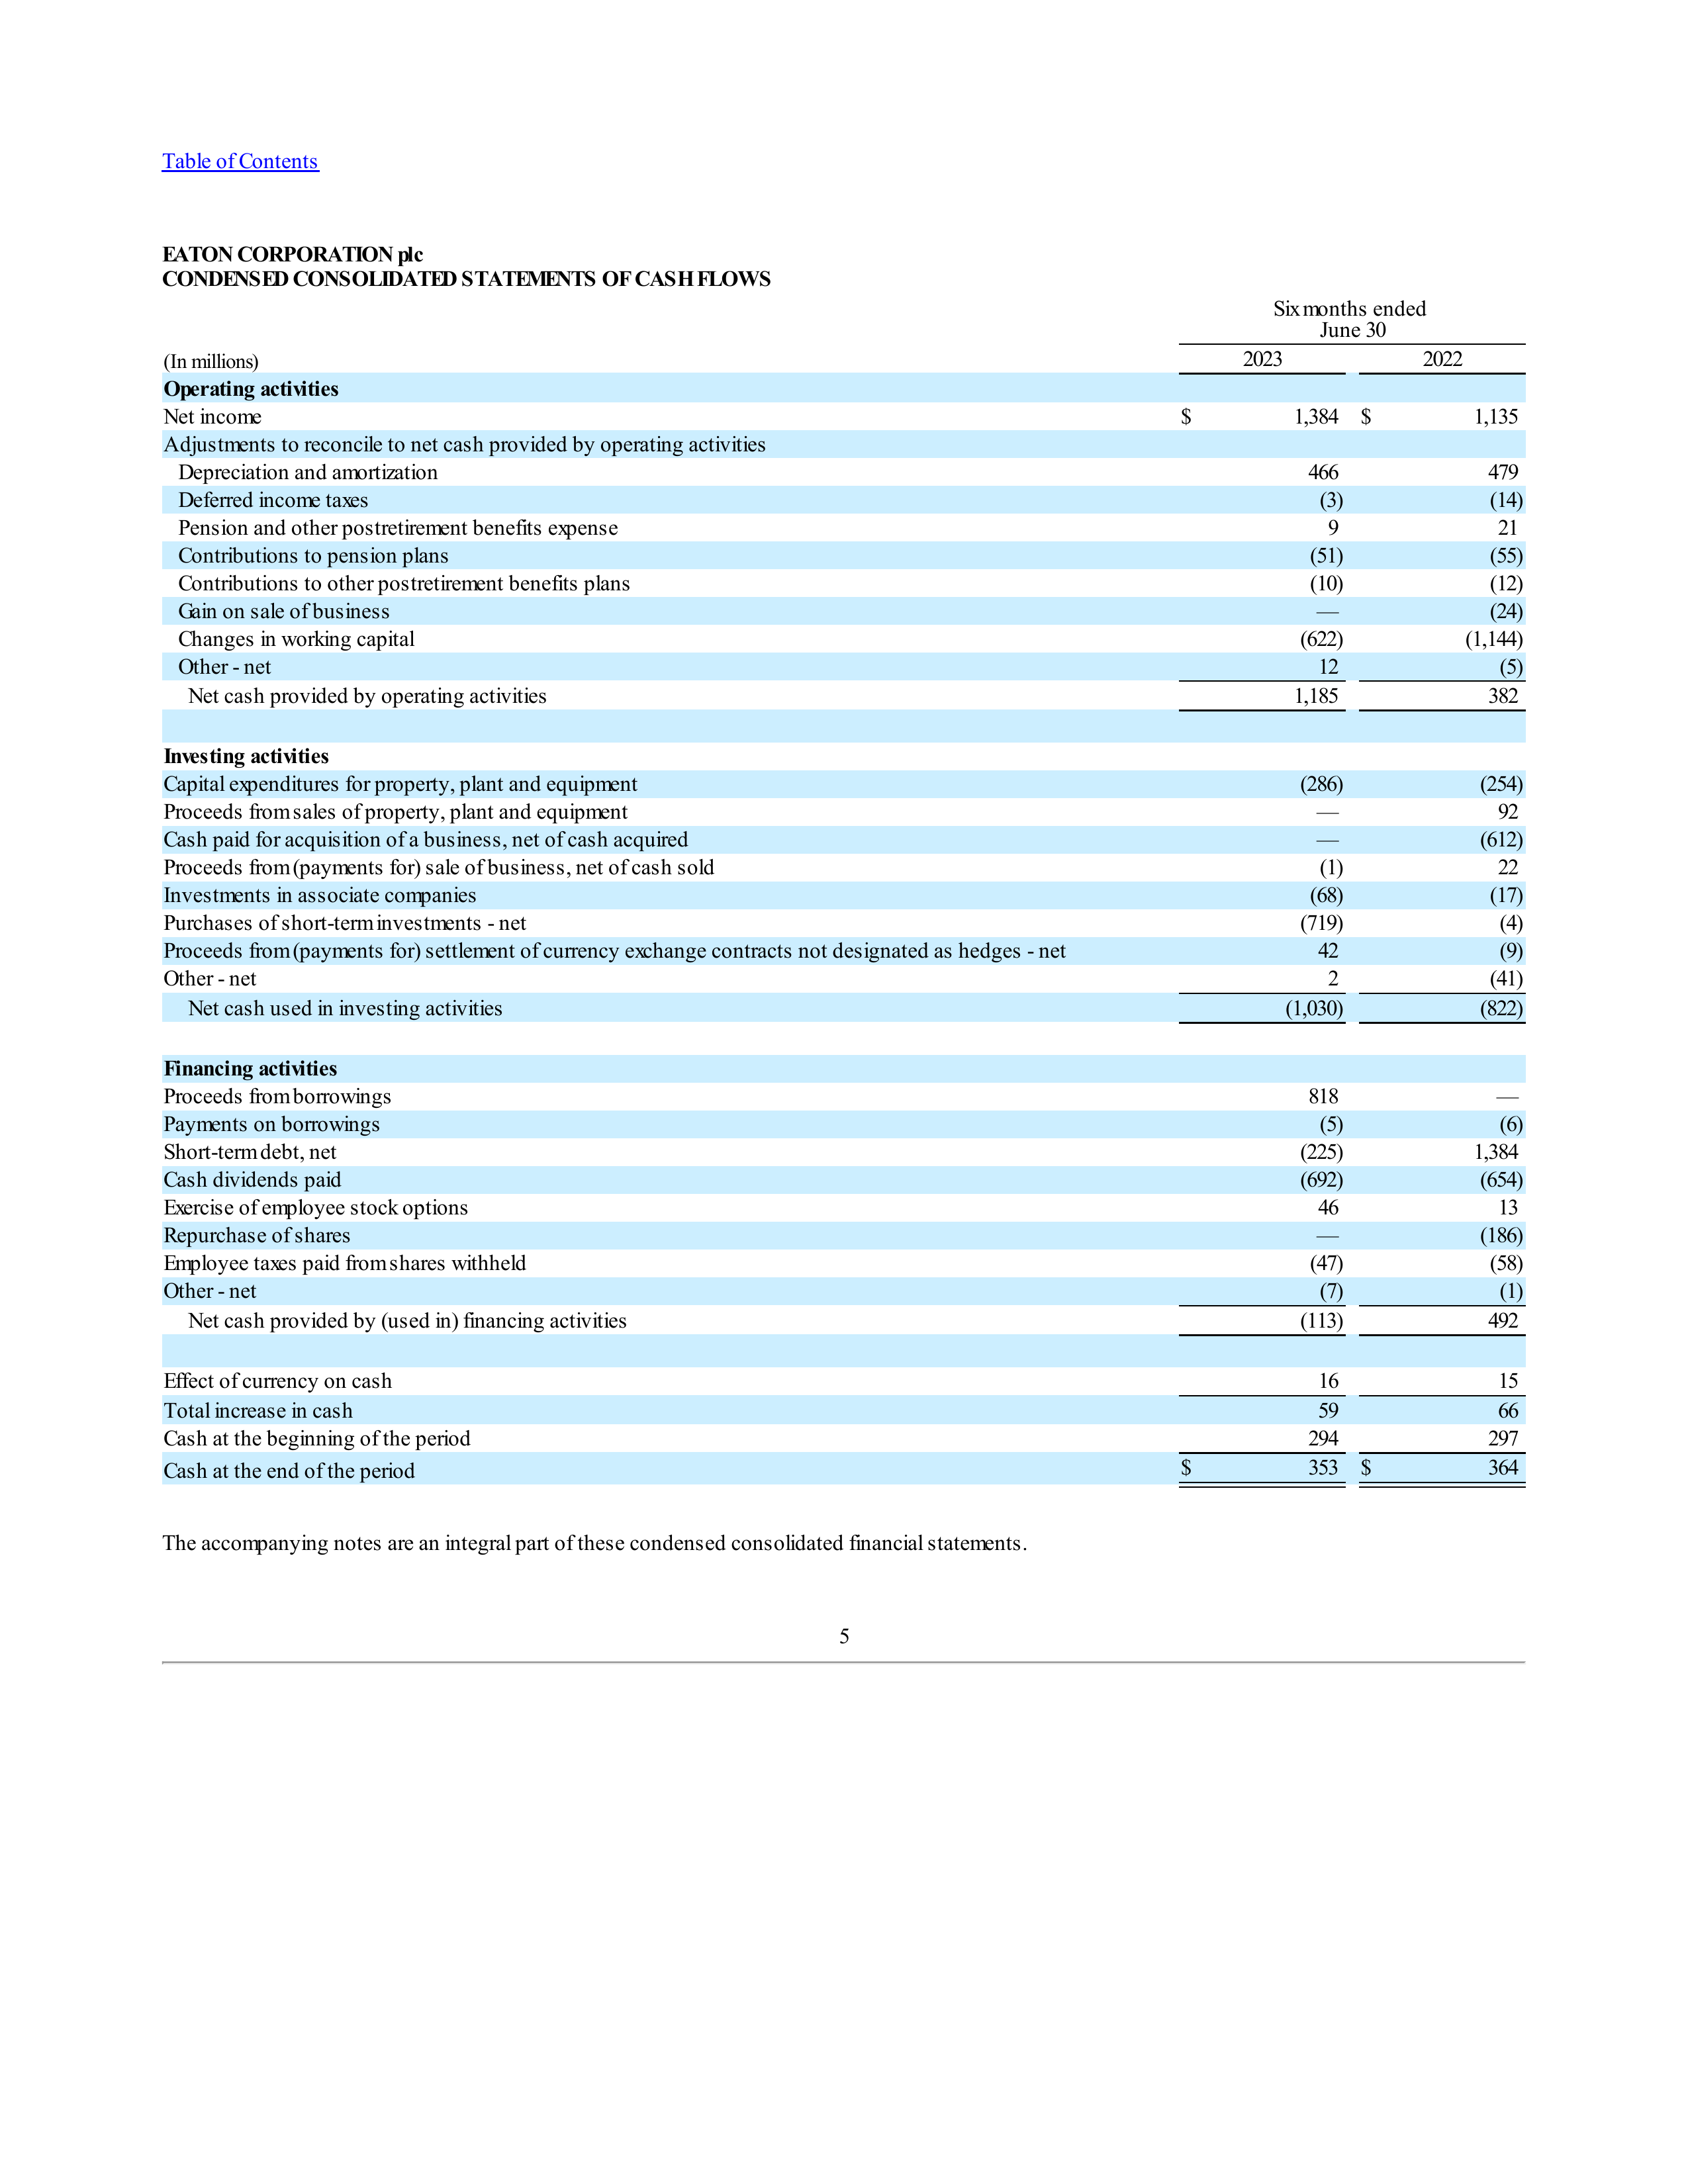 Table of Contents
EATON CORPORATION plc
CONDENSED CONSOLIDATED STATEMENTS OF CASH FLOWS
Six months ended
June 30
(In millions) 2023 2022
Operating activities
Net income $ 1,384 $ 1,135
Adjustments to reconcile to net cash provided by operating activities
Depreciation and amortization 466 479
Deferred income taxes (3) (14)
Pension and other postretirement benefits expense 9 21
Contributions to pension plans (51) (55)
Contributions to other postretirement benefits plans (10) (12)
Gain on sale of business — (24)
Changes in working capital (622) (1,144)
Other - net 12 (5)
Net cash provided by operating activities 1,185 382
Investing activities
Capital expenditures for property, plant and equipment (286) (254)
Proceeds from sales of property, plant and equipment — 92
Cash paid for acquisition of a business, net of cash acquired — (612)
Proceeds from (payments for) sale of business, net of cash sold (1) 22
Investments in associate companies (68) (17)
Purchases of short-term investments - net (719) (4)
Proceeds from (payments for) settlement of currency exchange contracts not designated as hedges - net 42 (9)
Other - net 2 (41)
Net cash used in investing activities (1,030) (822)
Financing activities
Proceeds from borrowings 818 —
Payments on borrowings (5) (6)
Short-term debt, net (225) 1,384
Cash dividends paid (692) (654)
Exercise of employee stock options 46 13
Repurchase of shares — (186)
Employee taxes paid from shares withheld (47) (58)
Other - net (7) (1)
Net cash provided by (used in) financing activities (113) 492
Effect of currency on cash 16 15
Total increase in cash 59 66
Cash at the beginning of the period 294 297
Cash at the end of the period $ 353 $ 364
The accompanying notes are an integral part of these condensed consolidated financial statements.
5